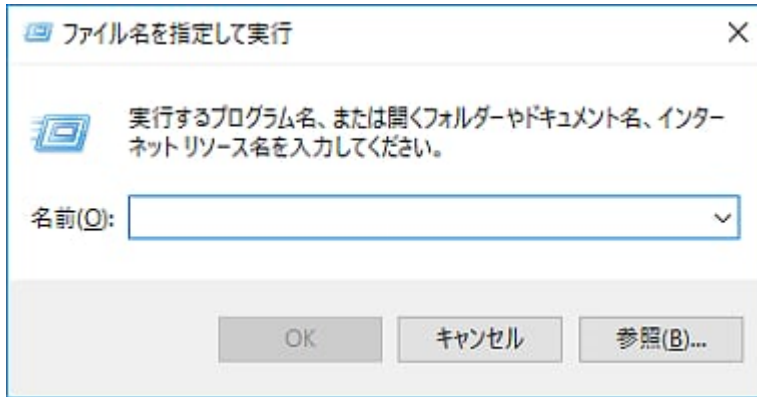 ファイル名を指定して実行
実行するプログラム名、または開くフォルダーやドキュメント名、インター
ネット リソース名を入力してください。
名前(O):
OK キャンセル 参照(B)...